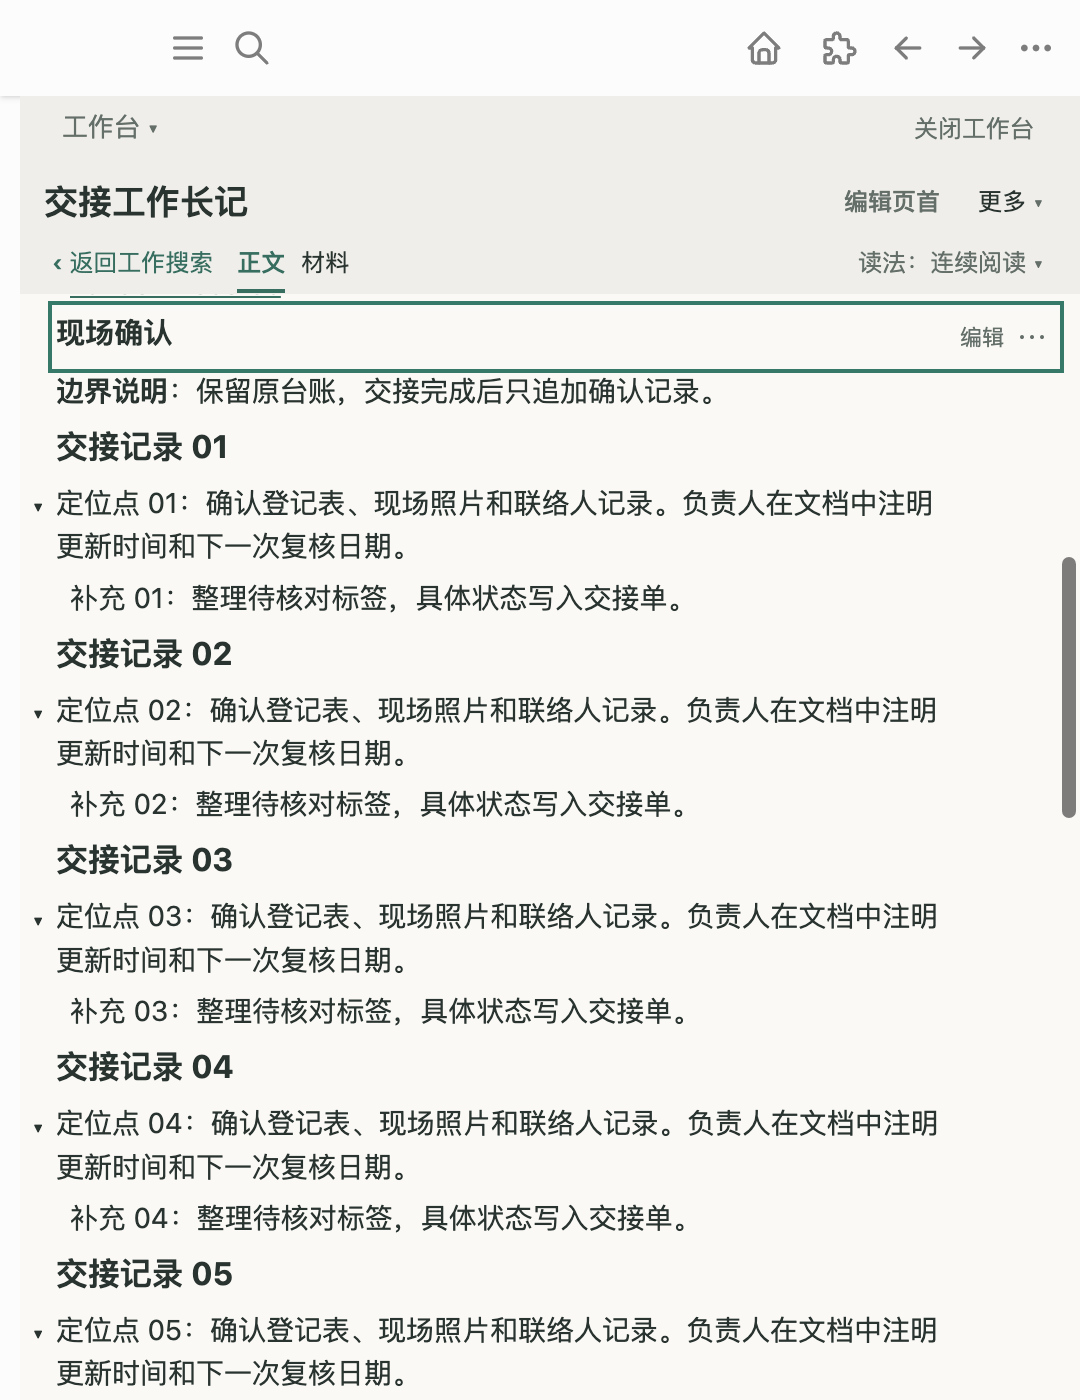 工作台
关闭工作台
交接工作长记
编辑页首
更多
‹ 返回工作搜索
正文
材料
读法：连续阅读
现场确认
编辑
边界说明：保留原台账，交接完成后只追加确认记录。
交接记录 01
定位点 01：确认登记表、现场照片和联络人记录。负责人在文档中注明
更新时间和下一次复核日期。
补充 01：整理待核对标签，具体状态写入交接单。
交接记录 02
定位点 02：确认登记表、现场照片和联络人记录。负责人在文档中注明
更新时间和下一次复核日期。
补充 02：整理待核对标签，具体状态写入交接单。
交接记录 03
定位点 03：确认登记表、现场照片和联络人记录。负责人在文档中注明
更新时间和下一次复核日期。
补充 03：整理待核对标签，具体状态写入交接单。
交接记录 04
定位点 04：确认登记表、现场照片和联络人记录。负责人在文档中注明
更新时间和下一次复核日期。
补充 04：整理待核对标签，具体状态写入交接单。
交接记录 05
定位点 05：确认登记表、现场照片和联络人记录。负责人在文档中注明
更新时间和下一次复核日期。